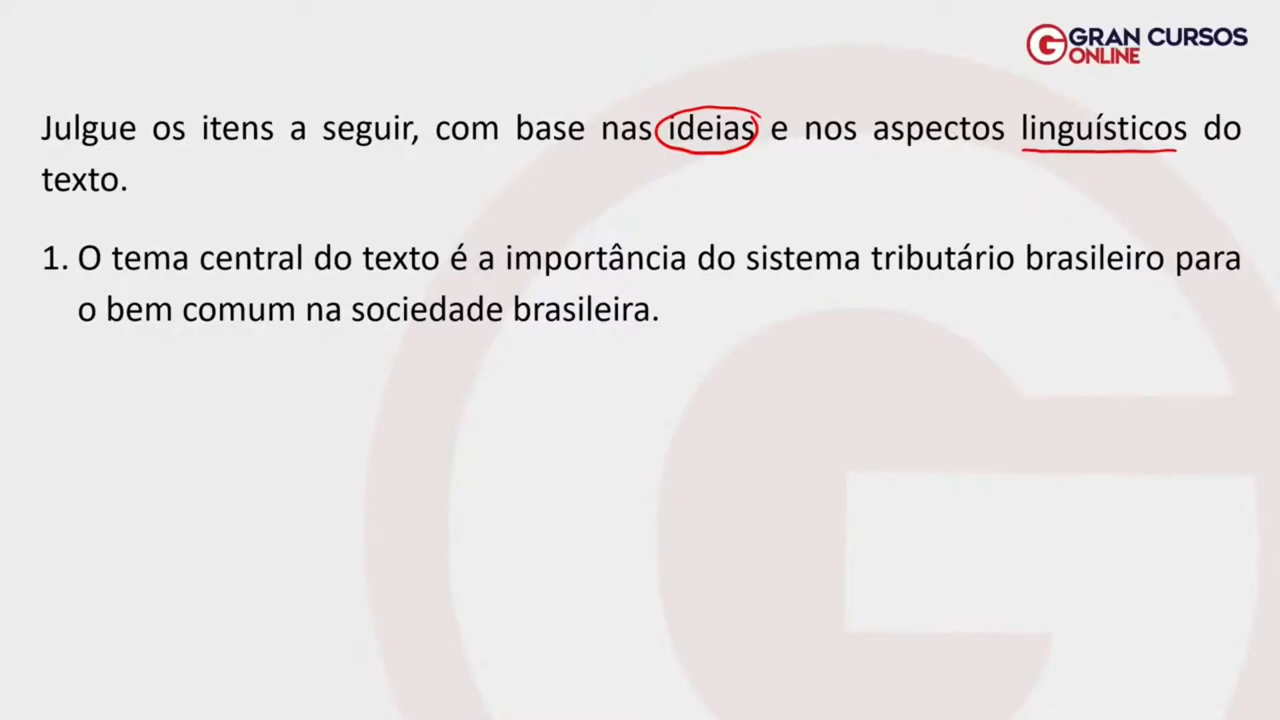 GRAN CURSOS
ONLINE
Julgue os itens a seguir, com base nas ideias e nos aspectos linguísticos do
texto.
1. O tema central do texto é a importância do sistema tributário brasileiro para
o bem comum na sociedade brasileira.